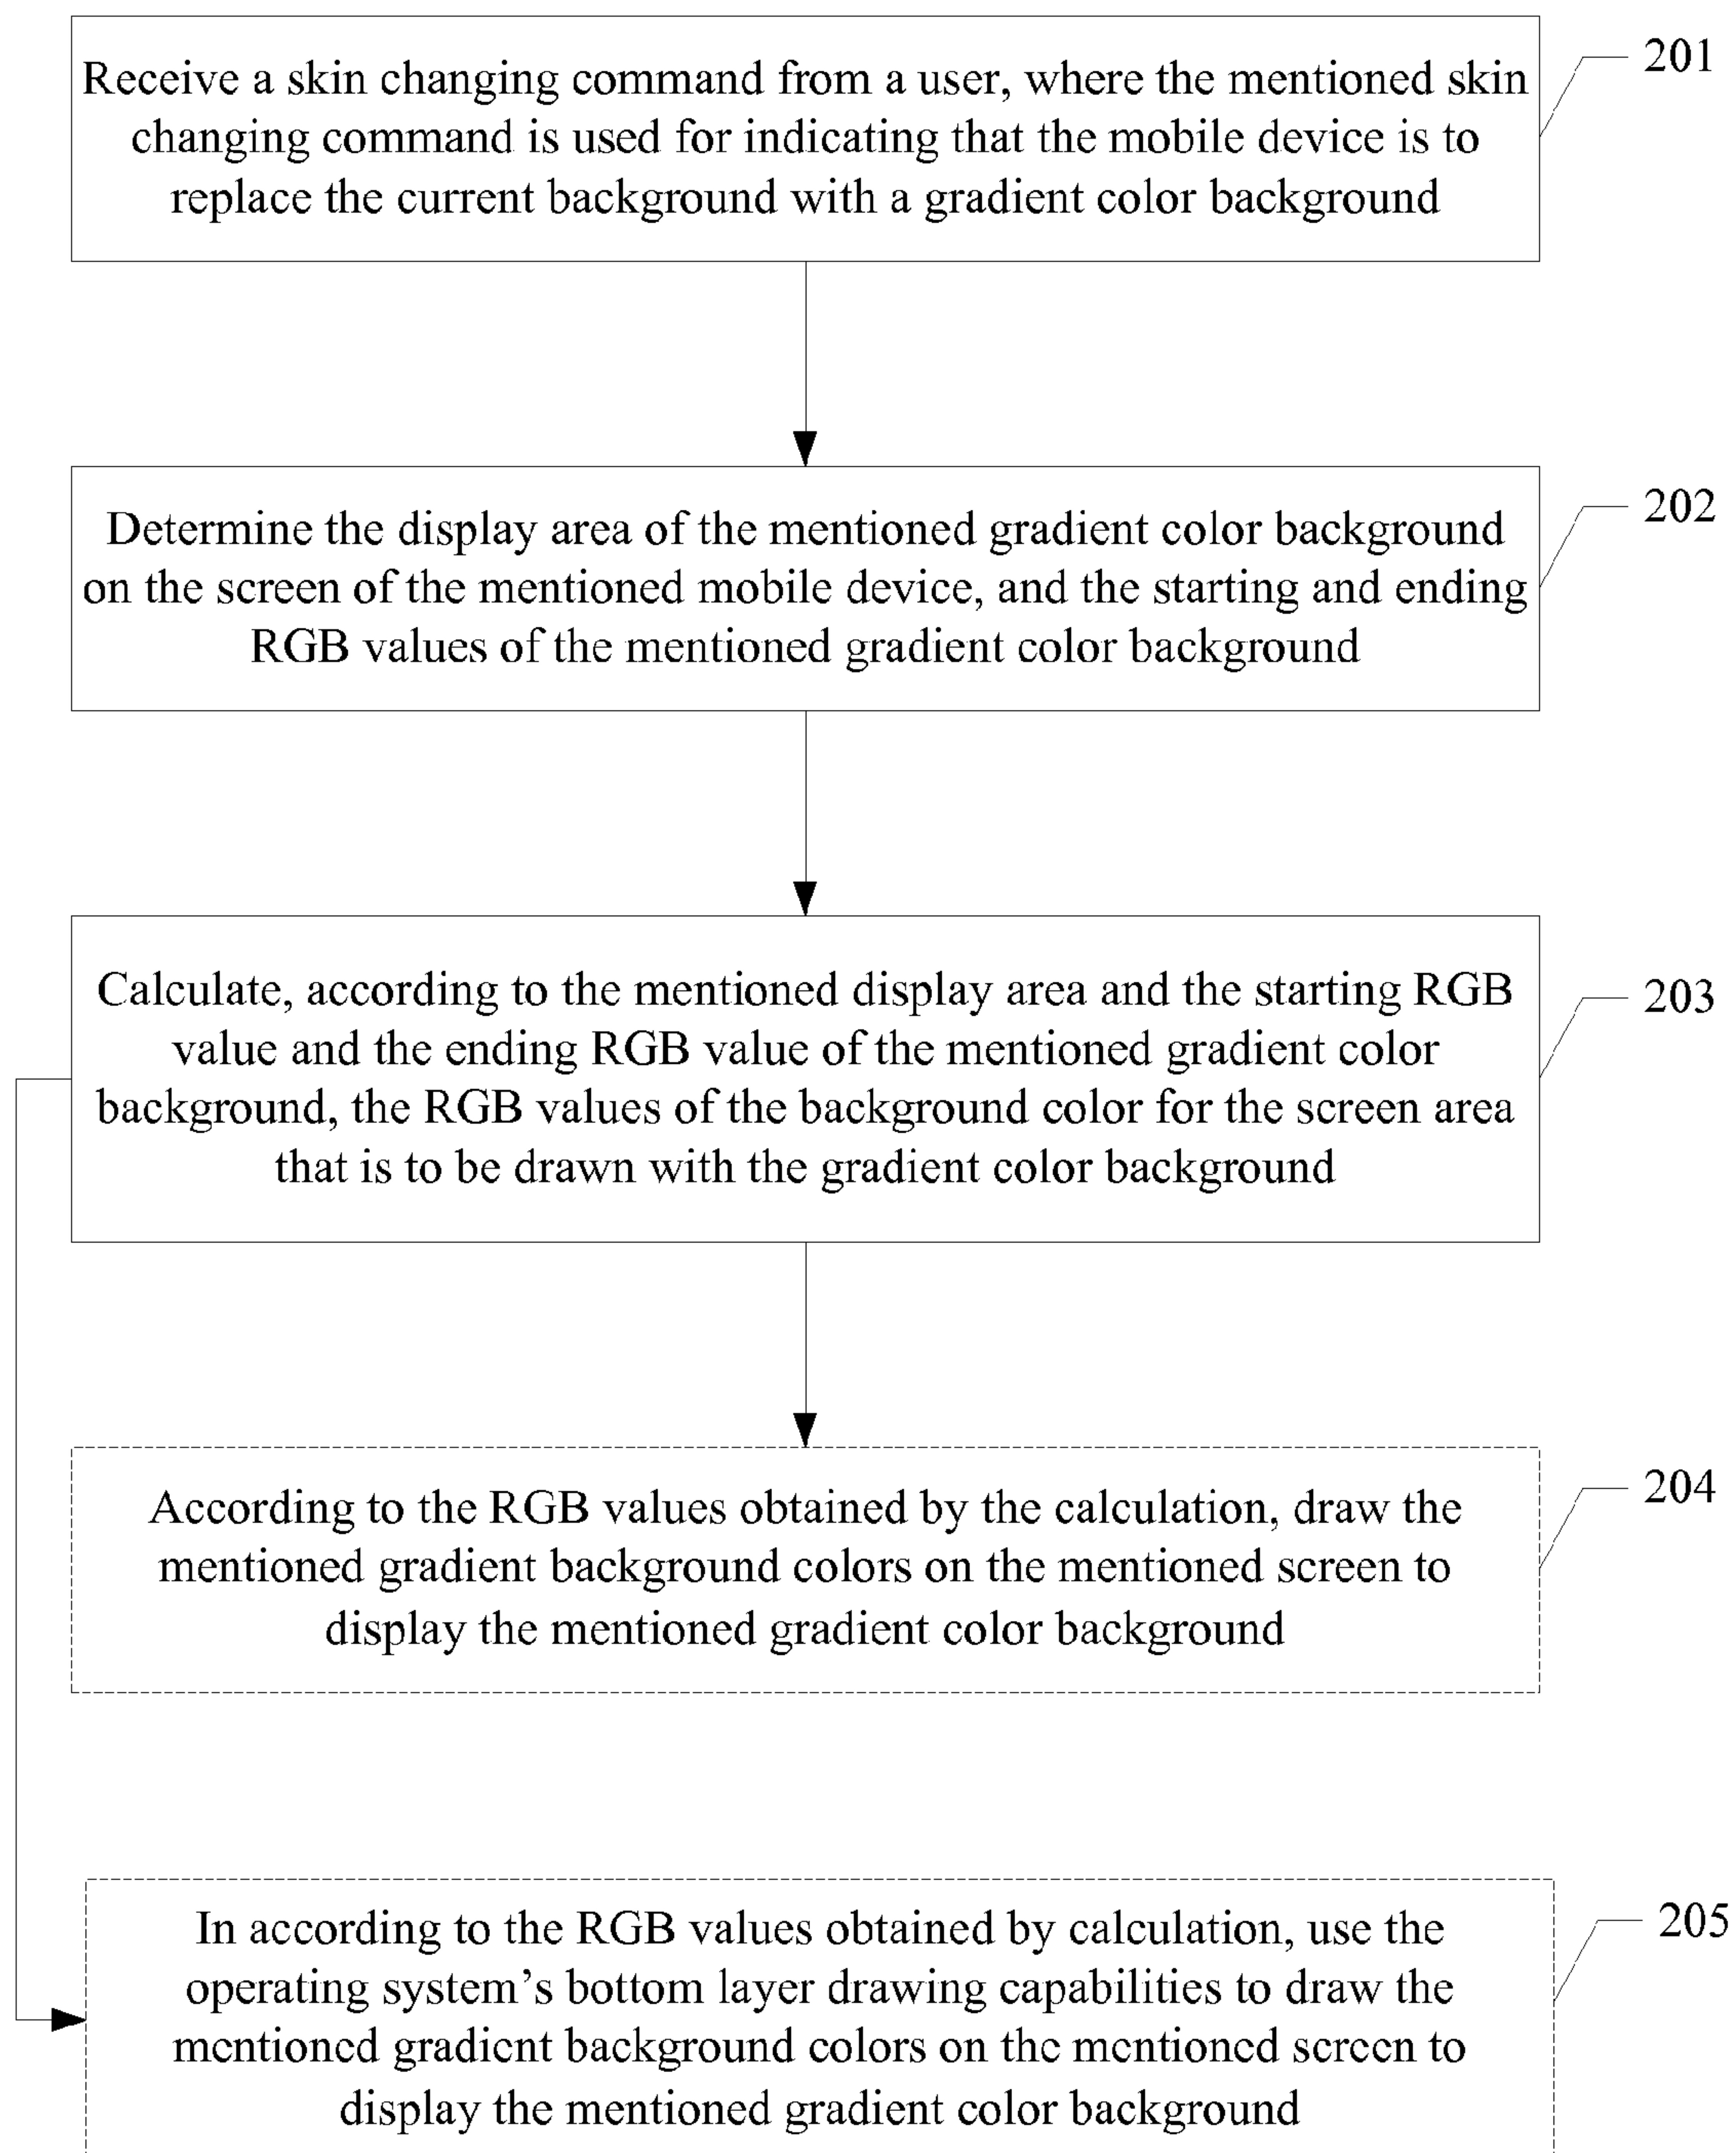 Receive a skin changing command from a user, where the mentioned skin
changing command is used for indicating that the mobile device is to
replace the current background with a gradient color background
201
Determine the display area of the mentioned gradient color background
on the screen of the mentioned mobile device, and the starting and ending
RGB values of the mentioned gradient color background
202
Calculate, according to the mentioned display area and the starting RGB
value and the ending RGB value of the mentioned gradient color
background, the RGB values of the background color for the screen area
that is to be drawn with the gradient color background
203
According to the RGB values obtained by the calculation, draw the
mentioned gradient background colors on the mentioned screen to
display the mentioned gradient color background
204
In according to the RGB values obtained by calculation, use the
operating system’s bottom layer drawing capabilities to draw the
mentioned gradient background colors on the mentioned screen to
display the mentioned gradient color background
205